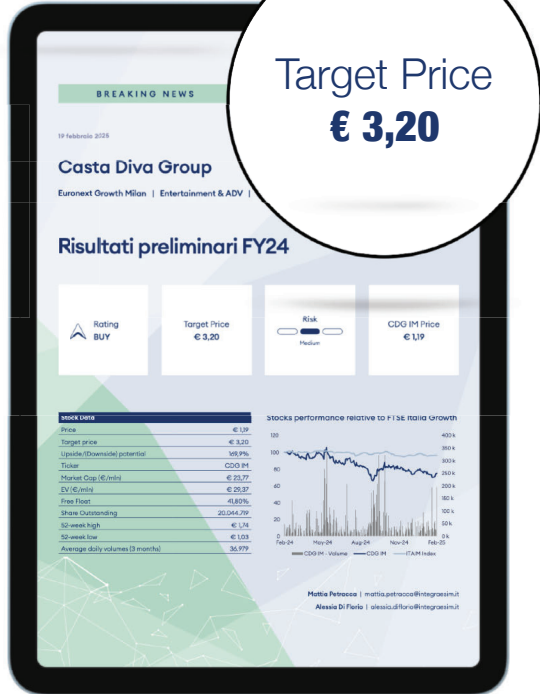 Target Price
€ 3,20
BREAKING NEWS
19 febbraio 2025
Casta Diva Group
Euronext Growth Milan | Entertainment & ADV |
Risultati preliminari FY24
Rating
BUY
Target Price
€ 3,20
Risk
Medium
CDG IM Price
€ 1,19
Stock Data
Price € 1,19
Target price € 3,20
Upside/(Downside) potential 169,9%
Ticker CDG IM
Market Cap (€/mln) € 23,77
EV (€/mln) € 29,37
Free Float 41,80%
Share Outstanding 20.044.719
52-week high € 1,74
52-week low € 1,03
Average daily volumes (3 months) 36.979
Stocks performance relative to FTSE Italia Growth
120 400 k
100 350 k
80 300 k
60 250 k
40 200 k
20 150 k
0 100 k
50 k
0 k
Feb-24 May-24 Aug-24 Nov-24 Feb-25
CDG IM - Volume CDG IM ITAIM Index
Mattia Petracca | mattia.petracca@integraesim.it
Alessia Di Florio | alessia.diflorio@integraesim.it